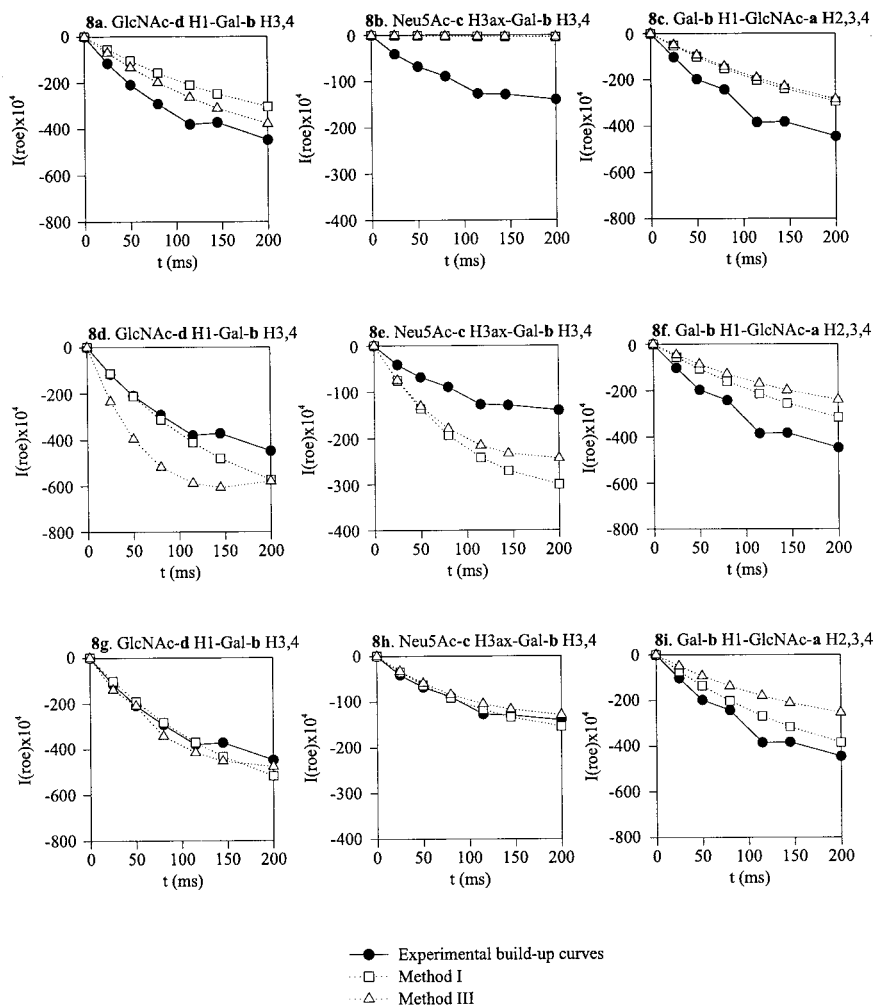 8a. GlcNAc-d H1-Gal-b H3,4
8b. Neu5Ac-c H3ax-Gal-b H3,4
8c. Gal-b H1-GlcNAc-a H2,3,4
I(roe)x10⁴
0
-200
-400
-600
-800
0 50 100 150 200
t (ms)
I(roe)x10⁴
0
-100
-200
-300
-400
0 50 100 150 200
t (ms)
I(roe)x10⁴
0
-200
-400
-600
-800
0 50 100 150 200
t (ms)
8d. GlcNAc-d H1-Gal-b H3,4
8e. Neu5Ac-c H3ax-Gal-b H3,4
8f. Gal-b H1-GlcNAc-a H2,3,4
I(roe)x10⁴
0
-200
-400
-600
-800
0 50 100 150 200
t (ms)
I(roe)x10⁴
0
-100
-200
-300
-400
0 50 100 150 200
t (ms)
I(roe)x10⁴
0
-200
-400
-600
-800
0 50 100 150 200
t (ms)
8g. GlcNAc-d H1-Gal-b H3,4
8h. Neu5Ac-c H3ax-Gal-b H3,4
8i. Gal-b H1-GlcNAc-a H2,3,4
I(roe)x10⁴
0
-200
-400
-600
-800
0 50 100 150 200
t (ms)
I(roe)x10⁴
0
-100
-200
-300
-400
0 50 100 150 200
t (ms)
I(roe)x10⁴
0
-200
-400
-600
-800
0 50 100 150 200
t (ms)
Experimental build-up curves
Method I
Method III